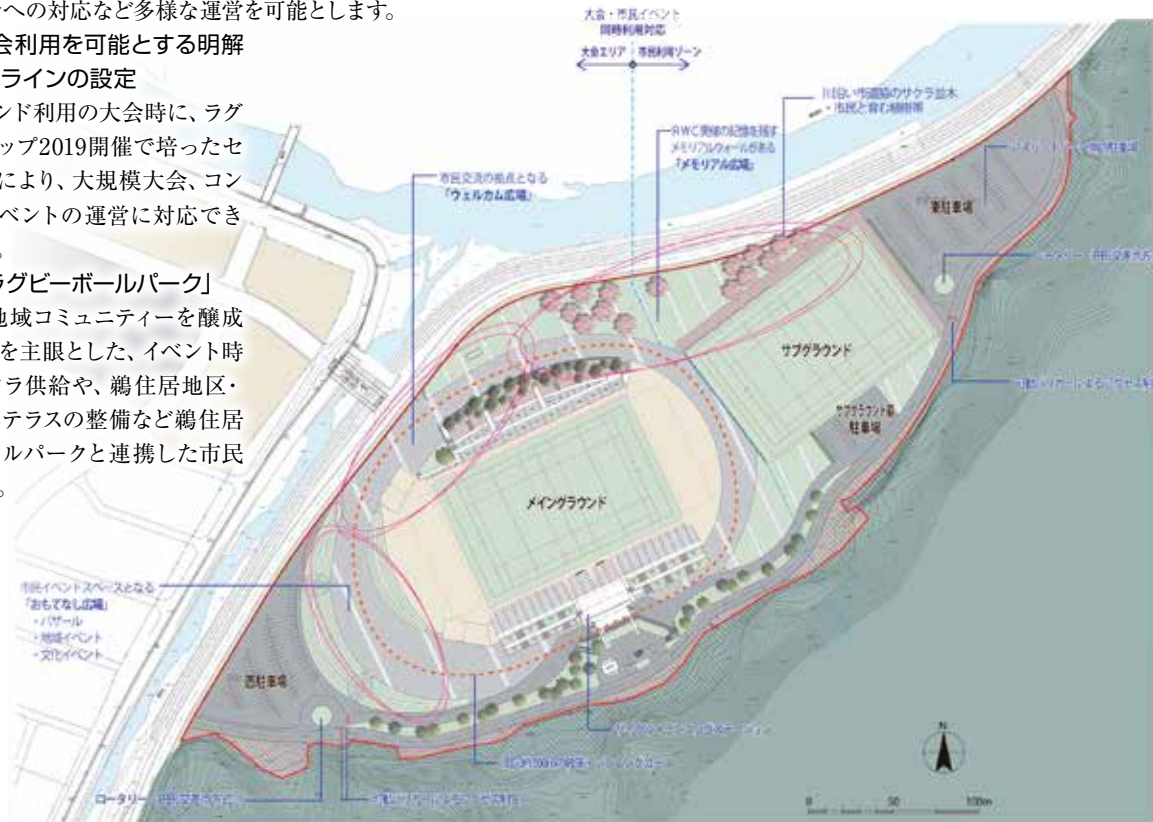 への対応など多様な運営を可能とします。
会利用を可能とする明解
ラインの設定
ンド利用の大会時に、ラグ
ップ2019開催で培ったセ
により、大規模大会、コン
ベントの運営に対応でき
。
ラグビーボールパーク」
地域コミュニティーを醸成
を主眼とした、イベント時
ラ供給や、鵜住居地区・
テラスの整備など鵜住居
ルパークと連携した市民
。
大会・市民イベント
同時利用対応
大会エリア
市民利用ゾーン
川沿い市道脇のサクラ並木
・市民と育む植樹帯
RWC開催の記憶を残す
メモリアルウォールがある
「メモリアル広場」
市民交流の拠点となる
「ウェルカム広場」
東駐車場
サブグラウンド
サブグラウンド前
駐車場
メイングラウンド
市民イベントスペースとなる
「おもてなし広場」
・バザール
・地域イベント
・文化イベント
西駐車場
ロータリー
N
0 50 100m